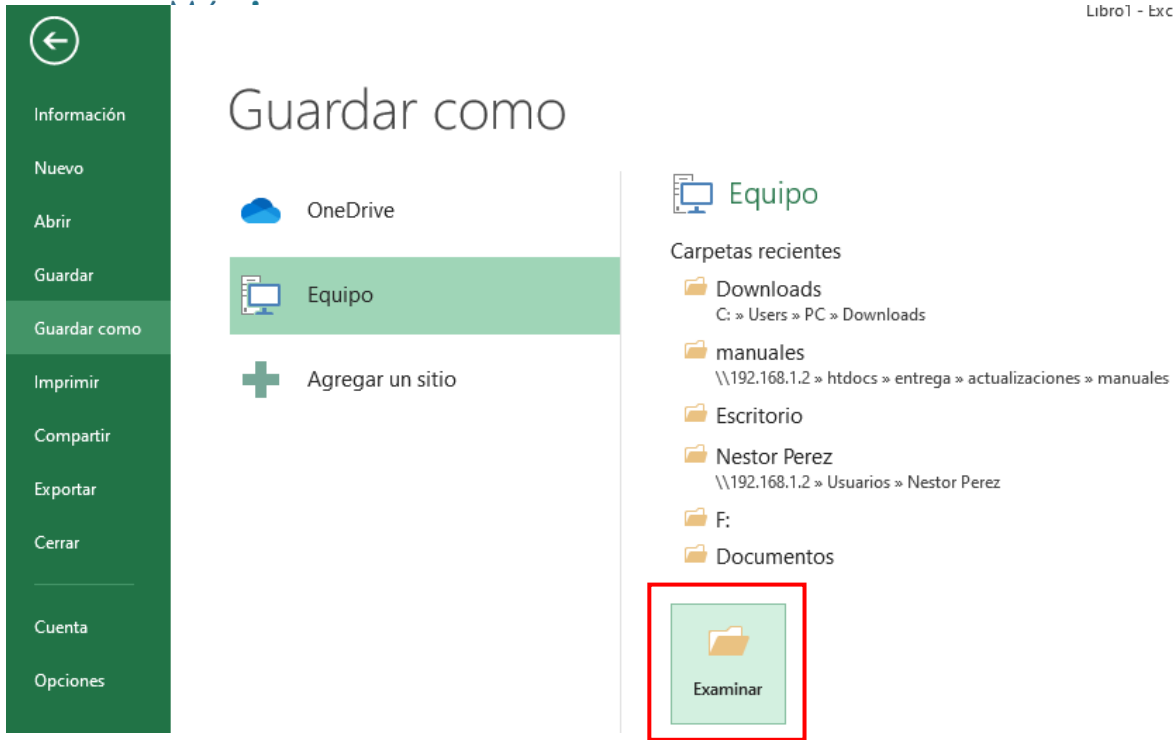 Libro1 - Exc
Información
Nuevo
Abrir
Guardar
Guardar como
Imprimir
Compartir
Exportar
Cerrar
Cuenta
Opciones
Guardar como
OneDrive
Equipo
Agregar un sitio
Equipo
Carpetas recientes
Downloads
C: » Users » PC » Downloads
manuales
\\192.168.1.2 » htdocs » entrega » actualizaciones » manuales
Escritorio
Nestor Perez
\\192.168.1.2 » Usuarios » Nestor Perez
F:
Documentos
Examinar